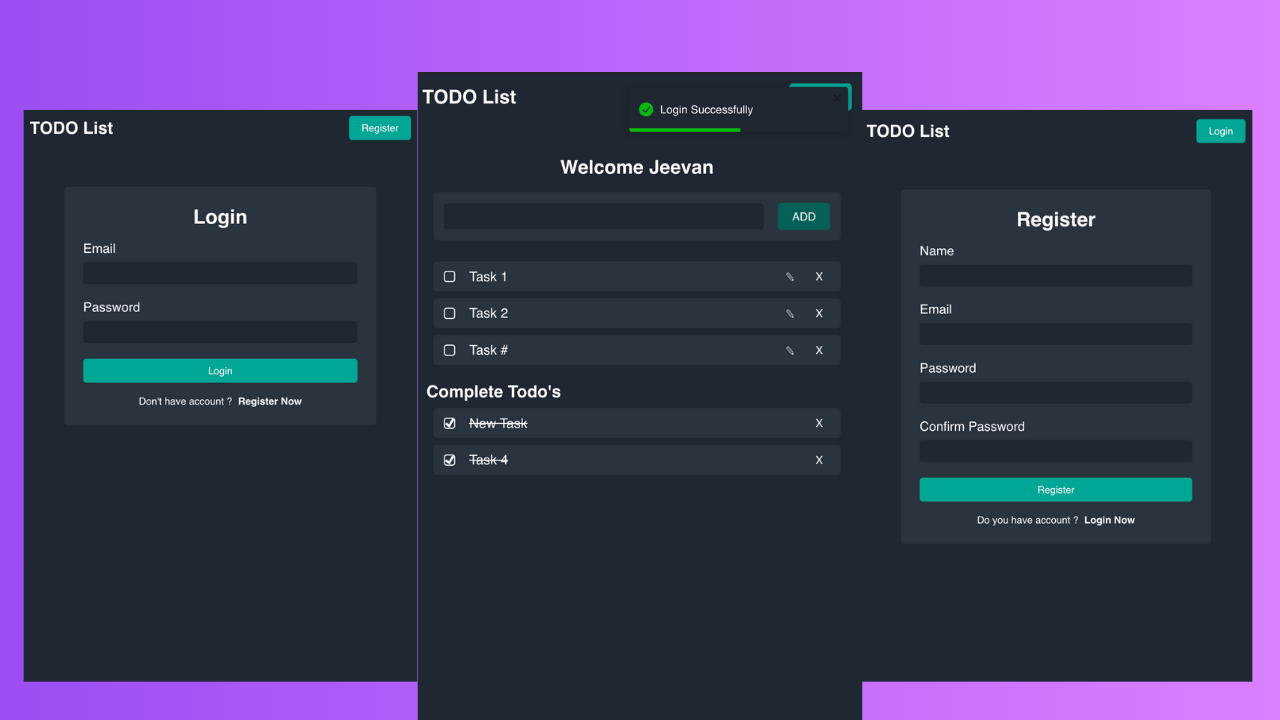 TODO List
Register
Login
Email
Password
Login
Don't have account ? Register Now
TODO List
Login Successfully
Welcome Jeevan
ADD
Task 1
X
Task 2
X
Task #
X
Complete Todo's
New Task
X
Task 4
X
TODO List
Login
Register
Name
Email
Password
Confirm Password
Register
Do you have account ? Login Now